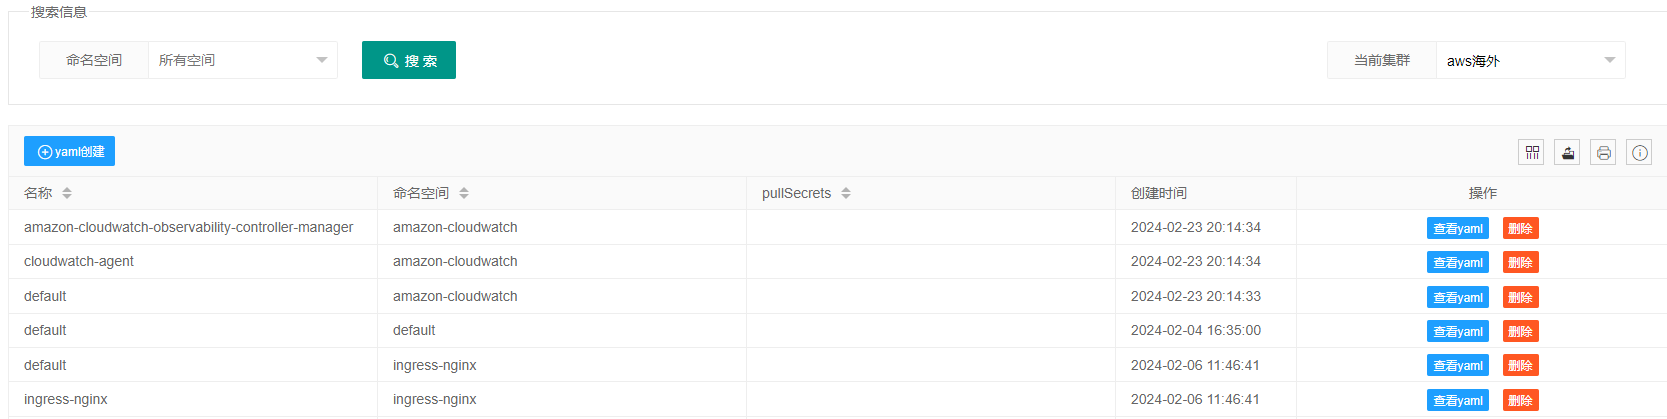 搜索信息
命名空间 所有空间 搜 索 当前集群 aws海外
yaml创建
名称 命名空间 pullSecrets 创建时间 操作
amazon-cloudwatch-observability-controller-manager amazon-cloudwatch 2024-02-23 20:14:34 查看yaml 删除
cloudwatch-agent amazon-cloudwatch 2024-02-23 20:14:34 查看yaml 删除
default amazon-cloudwatch 2024-02-23 20:14:33 查看yaml 删除
default default 2024-02-04 16:35:00 查看yaml 删除
default ingress-nginx 2024-02-06 11:46:41 查看yaml 删除
ingress-nginx ingress-nginx 2024-02-06 11:46:41 查看yaml 删除